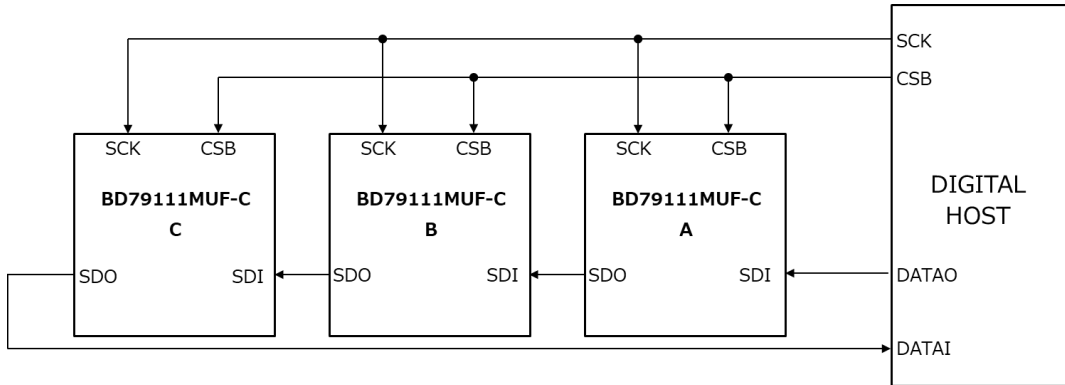 SCK
CSB
SCK CSB
SCK CSB
SCK CSB
BD79111MUF-C
C
BD79111MUF-C
B
BD79111MUF-C
A
DIGITAL
HOST
SDO SDI
SDO SDI
SDO SDI
DATAO
DATAI